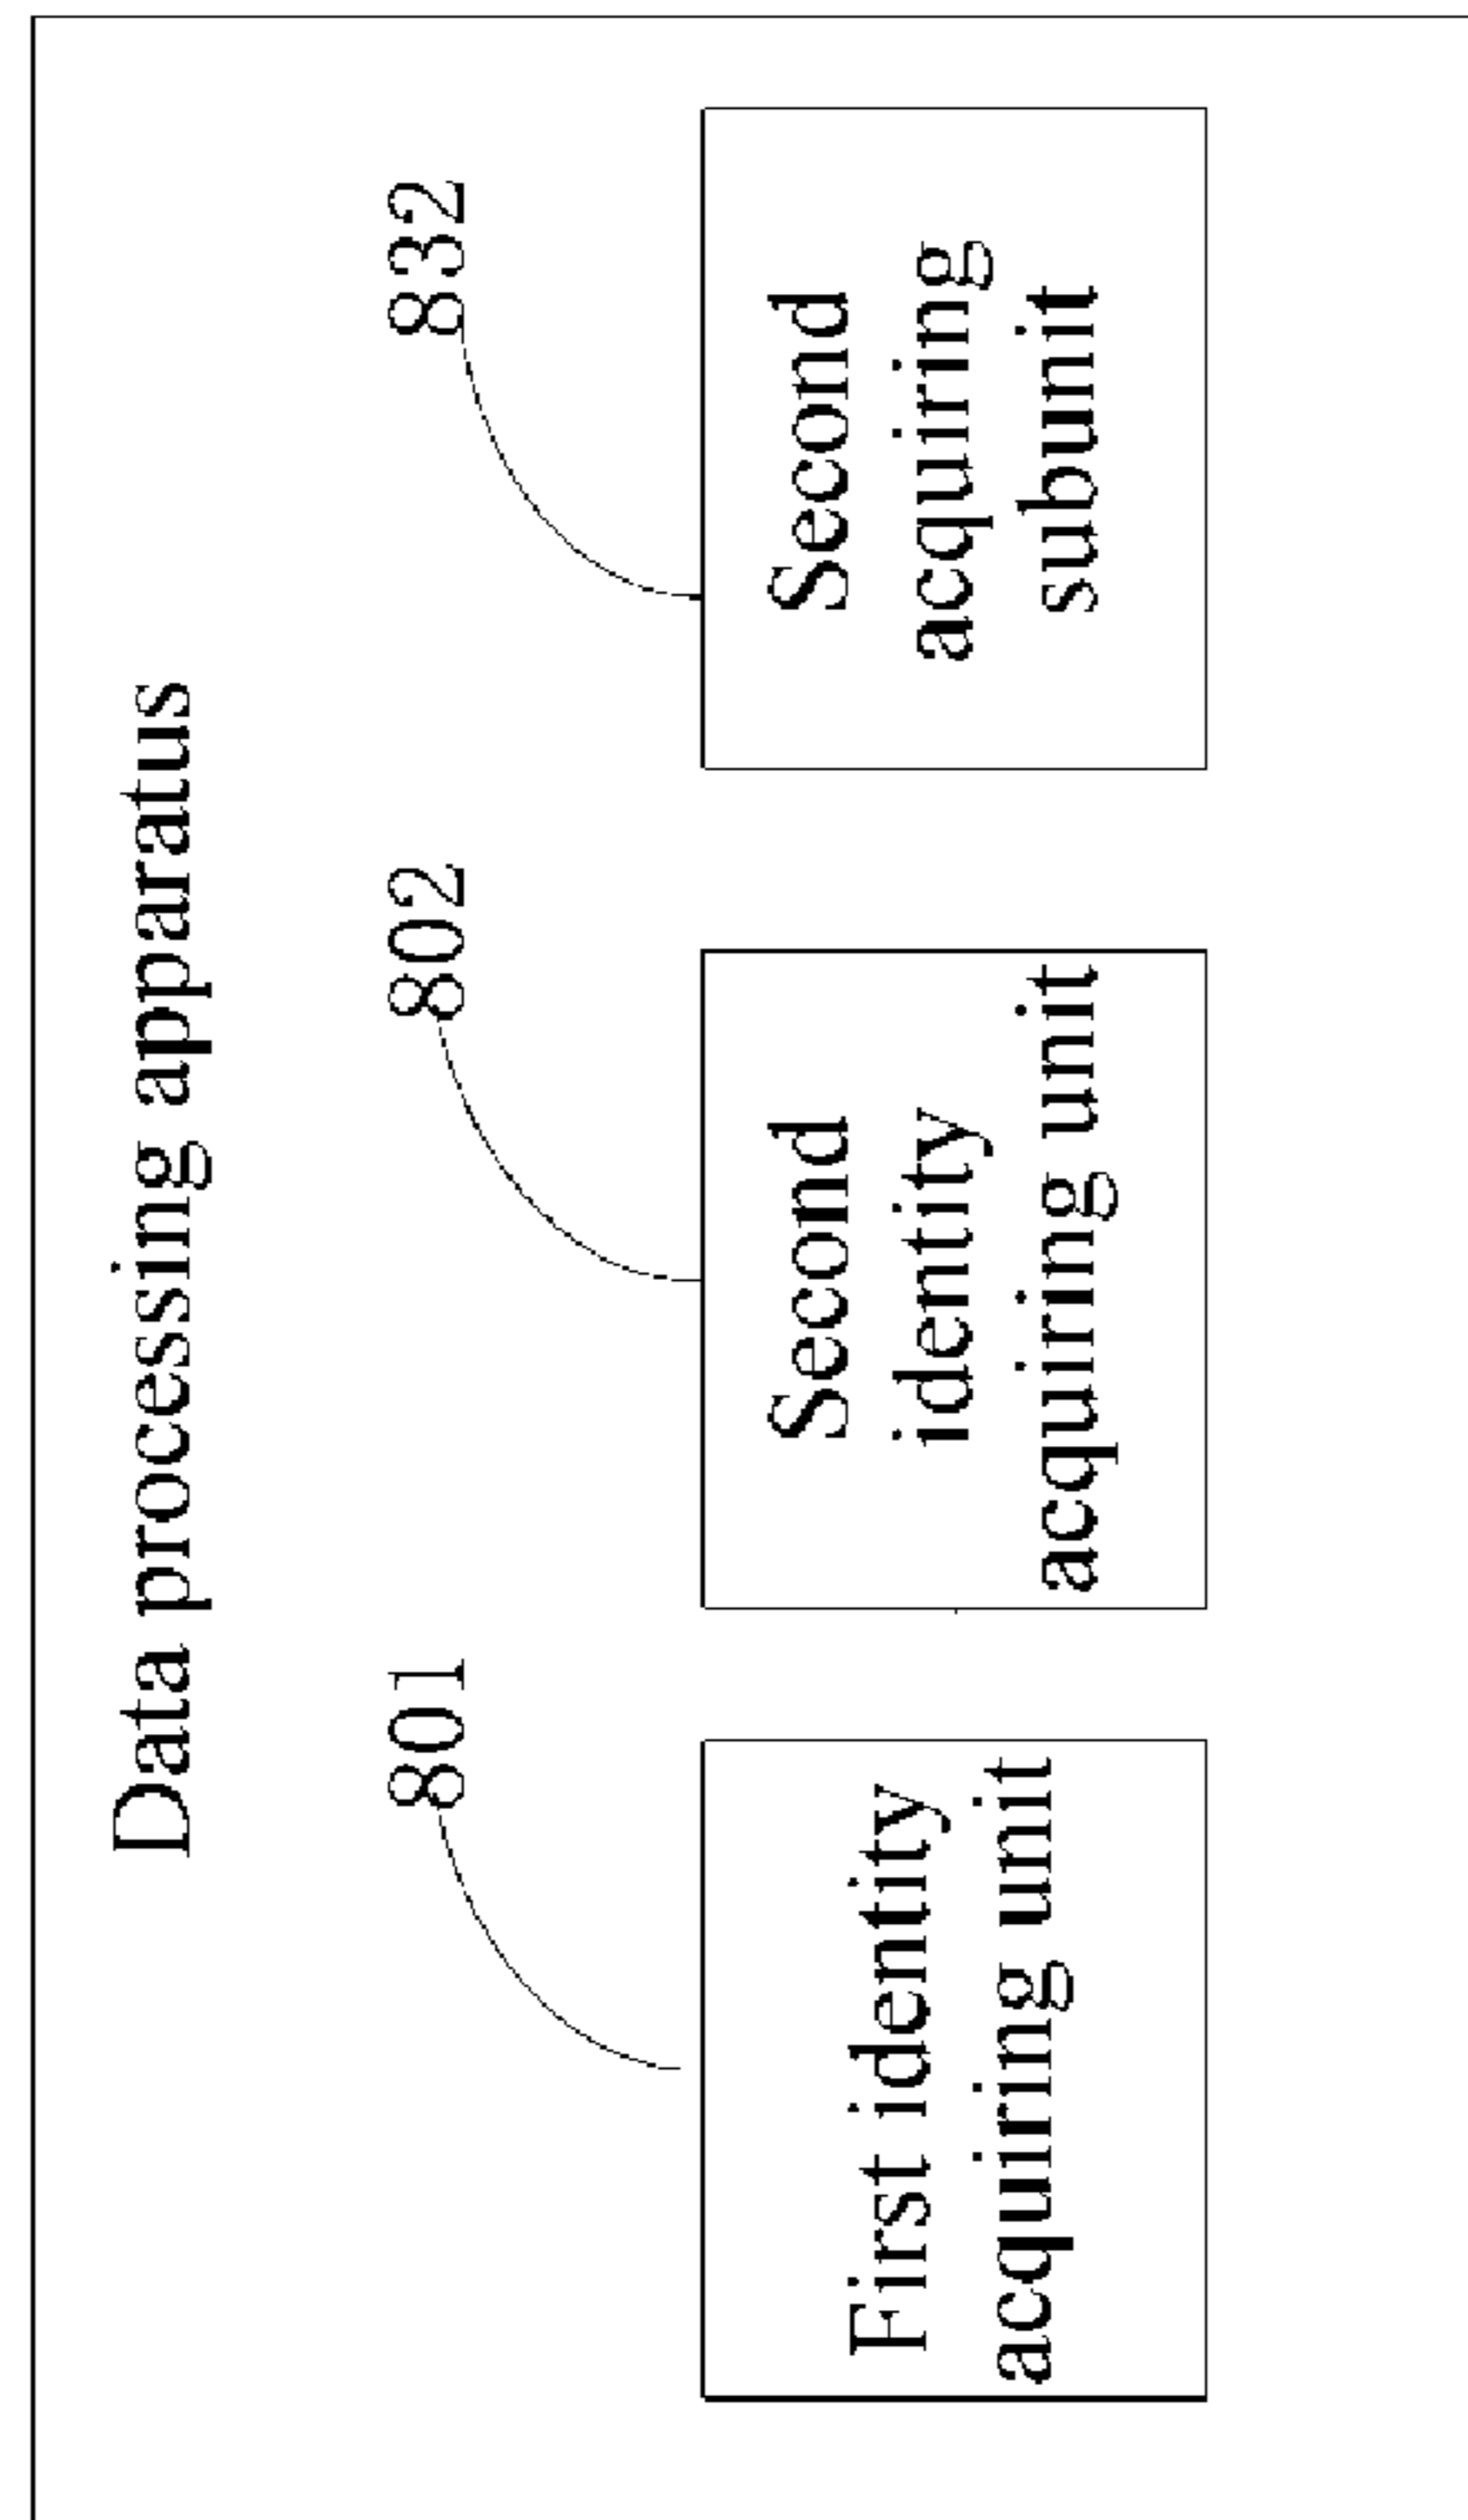 Data processing apparatus
801
802
832
First identity
acquiring unit
Second
identity
acquiring unit
Second
acquiring
subunit